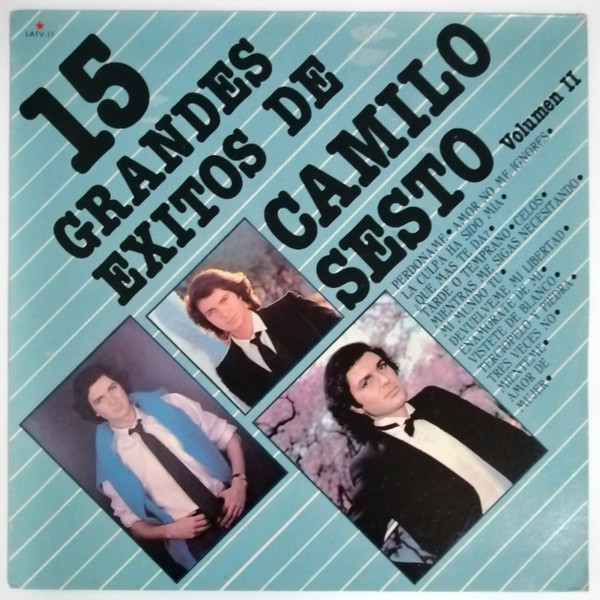 LATV-11
15
GRANDES
EXITOS DE
CAMILO
SESTO
Volumen II
PERDONAME • AMOR NO ME IGNORES •
LA CULPA HA SIDO MIA •
QUE MAS TE DA •
TARDE O TEMPRANO • CELOS •
MIENTRAS ME SIGAS NECESITANDO •
MI MUNDO TU •
DEVUELVEME MI LIBERTAD •
ENAMORATE DE MI •
VISTETE DE BLANCO •
TERCIOPELO Y PIEDRA •
TRES VECES NO •
MIENTEME •
AMOR DE
MUJER •